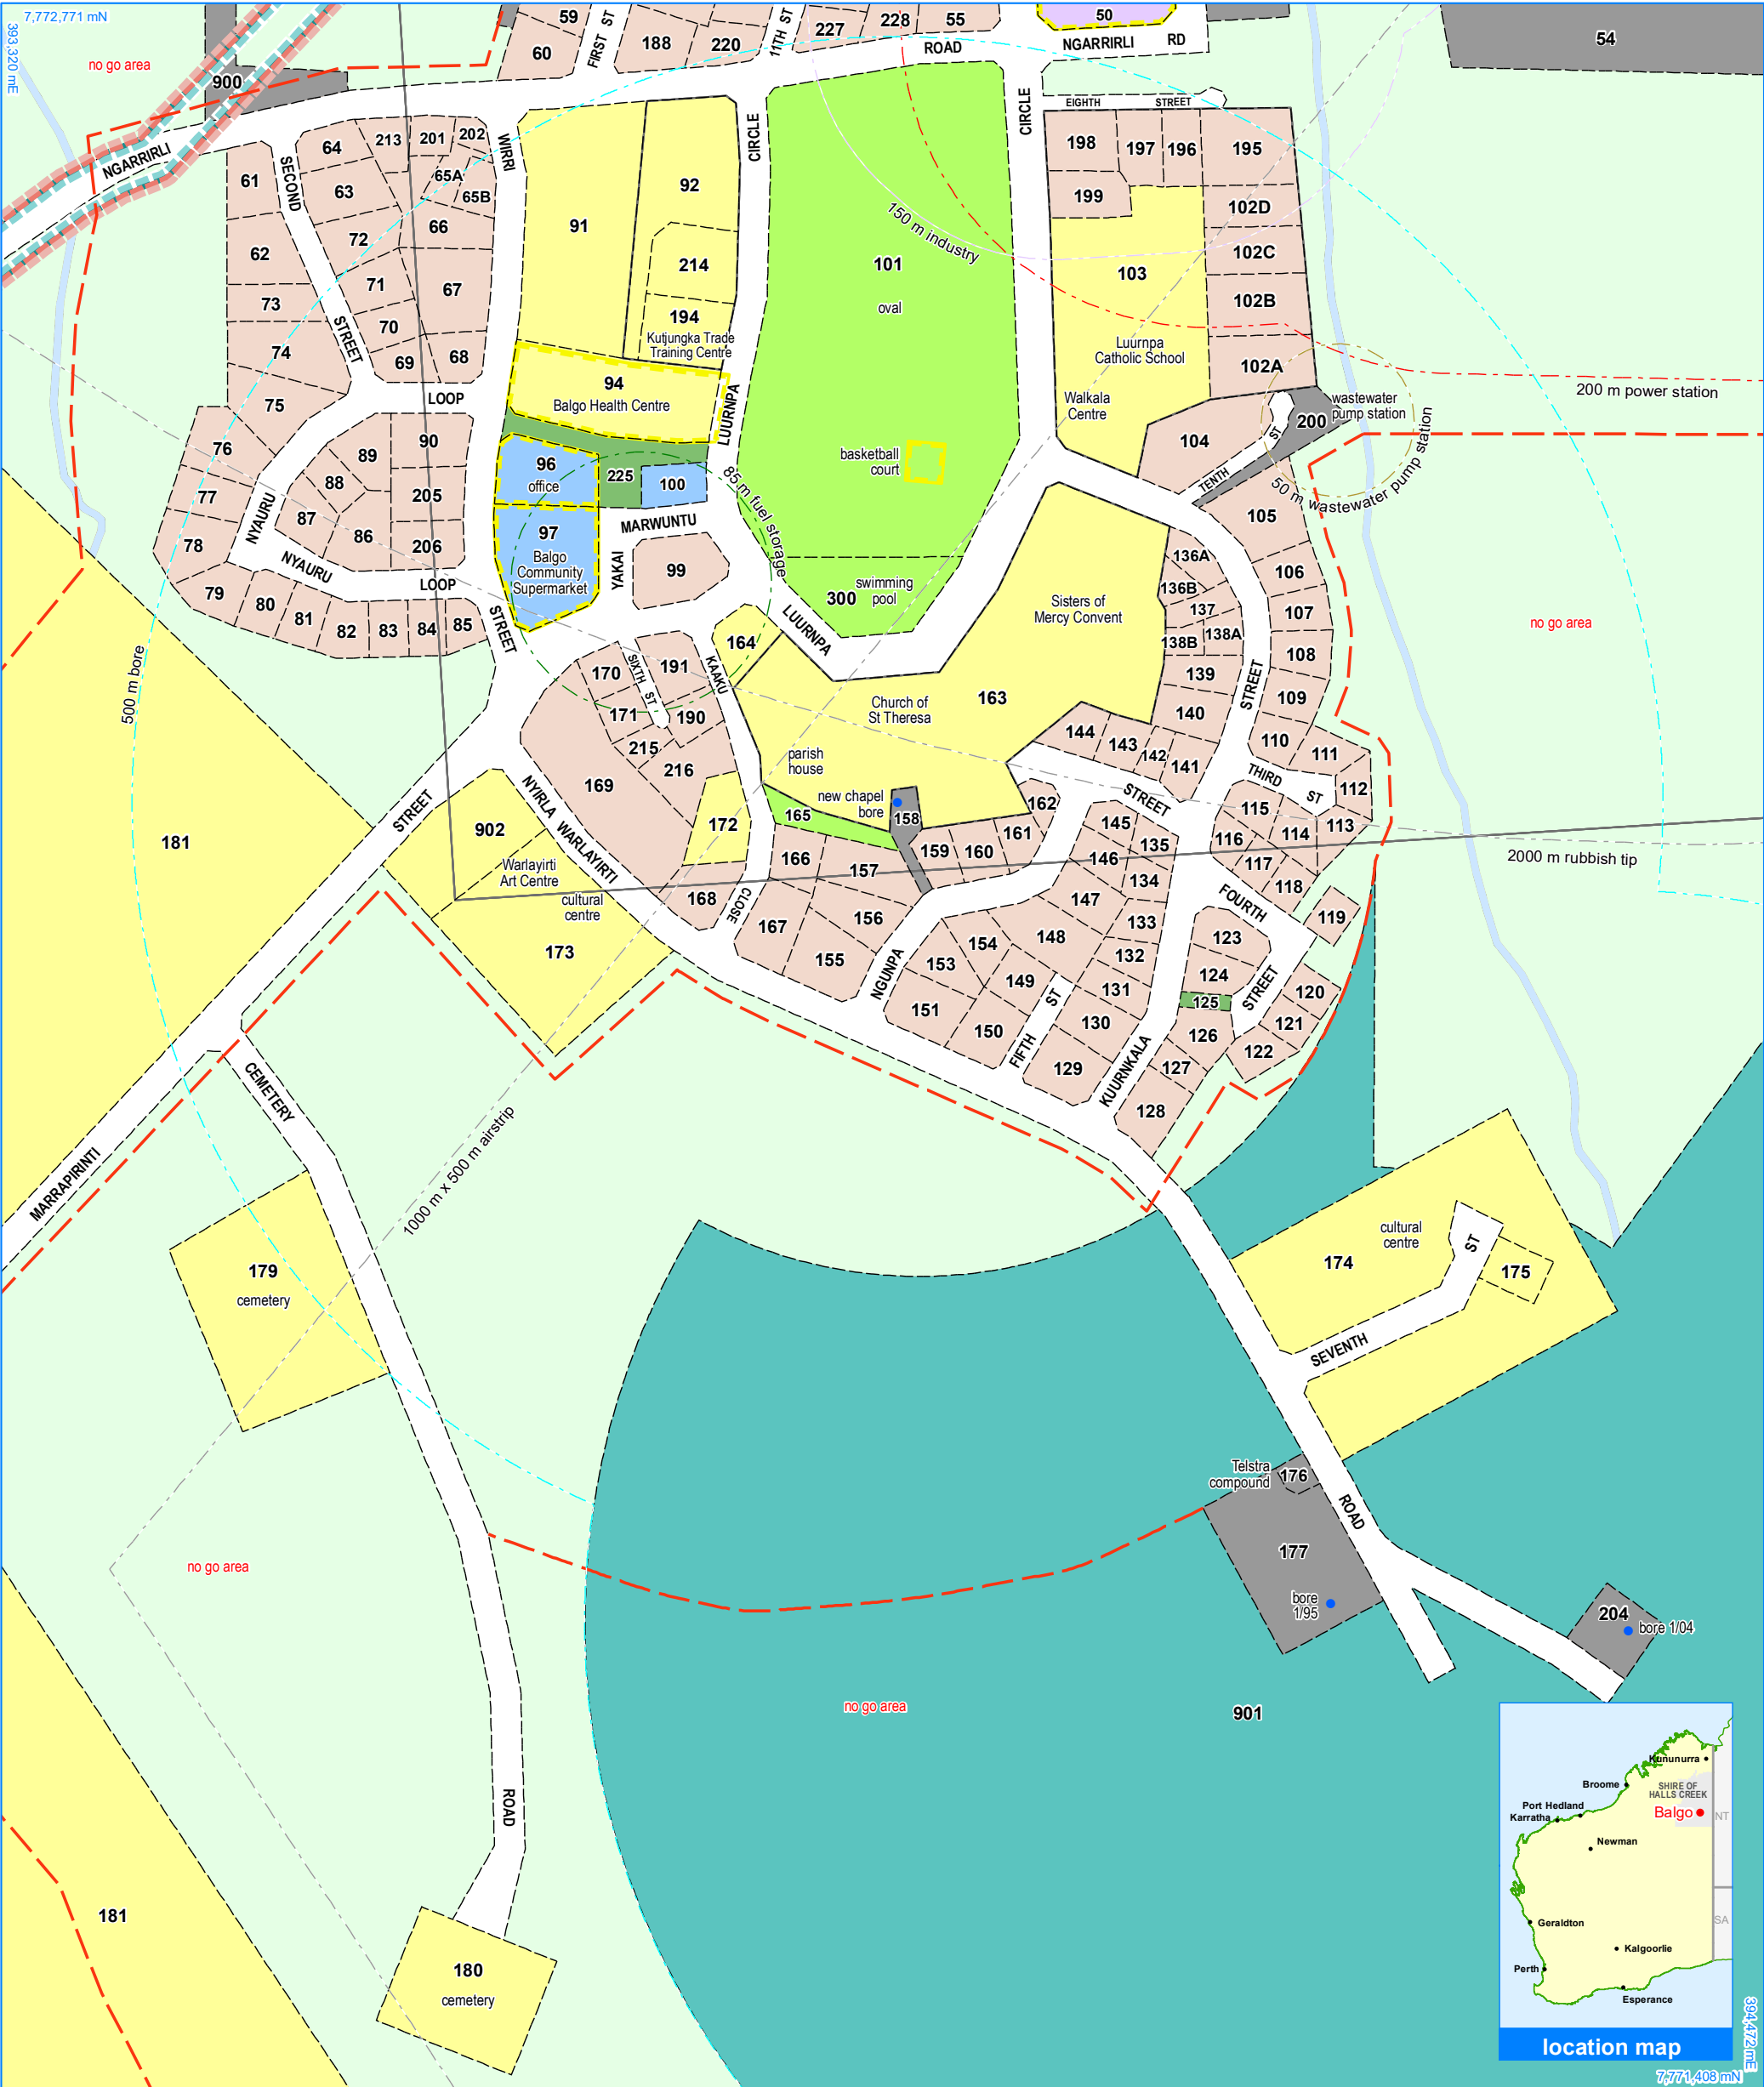 7,772,771 mN
393,320 mE
no go area
900
59
60
FIRST ST
188
220
11TH ST
227
228
55
ROAD
50
NGARRIRLI RD
54
NGARRIRLI
61
62
73
74
75
76
77
78
79
80
81
82
83
84
85
SECOND
STREET
64
213
201
202
63
65A
65B
72
66
71
67
70
69
68
LOOP
WIRRI
90
89
88
87
86
205
206
NYAURU
NYAURU
LOOP
STREET
91
92
214
194
Kutjungka Trade
Training Centre
94
Balgo Health Centre
96
office
225
100
97
Balgo
Community
Supermarket
MARWUNTU
YAKAI
99
CIRCLE
LUURNPA
85 m fuel storage
150 m industry
101
oval
basketball
court
300
swimming
pool
LUURNPA
CIRCLE
EIGHTH STREET
198
197
196
195
199
102D
102C
102B
102A
103
Luurnpa
Catholic School
Walkala
Centre
104
TENTH
ST
200
wastewater
pump station
50 m wastewater pump station
200 m power station
no go area
105
106
107
108
109
110
111
112
113
114
115
116
117
118
119
THIRD
ST
136A
136B
137
138A
138B
139
140
141
142
143
144
STREET
Sisters of
Mercy Convent
163
Church of
St Theresa
parish
house
new chapel
bore
158
164
165
KAAKU
170
171
SIXTH
ST
191
190
215
216
169
172
168
CLOSE
NYIRLA
WARLAYIRTI
166
167
157
156
155
159
160
161
162
STREET
145
146
147
148
149
150
151
153
154
135
134
133
132
131
130
129
NGUNPA
FIFTH
ST
KUURNKALA
FOURTH
STREET
123
124
125
126
127
128
120
121
122
2000 m rubbish tip
500 m bore
181
STREET
902
Warlayirti
Art Centre
cultural
centre
173
MARRAPIRINTI
CEMETERY
1000 m x 500 m airstrip
179
cemetery
no go area
174
cultural
centre
175
ST
SEVENTH
Telstra
compound
176
177
bore
1/95
ROAD
204
bore 1/04
no go area
901
ROAD
181
180
cemetery
Kununurra
Broome
SHIRE OF
HALLS CREEK
Port Hedland
Karratha
Balgo
NT
Newman
SA
Geraldton
Kalgoorlie
Perth
Esperance
location map
394,472 mE
7,771,408 mN